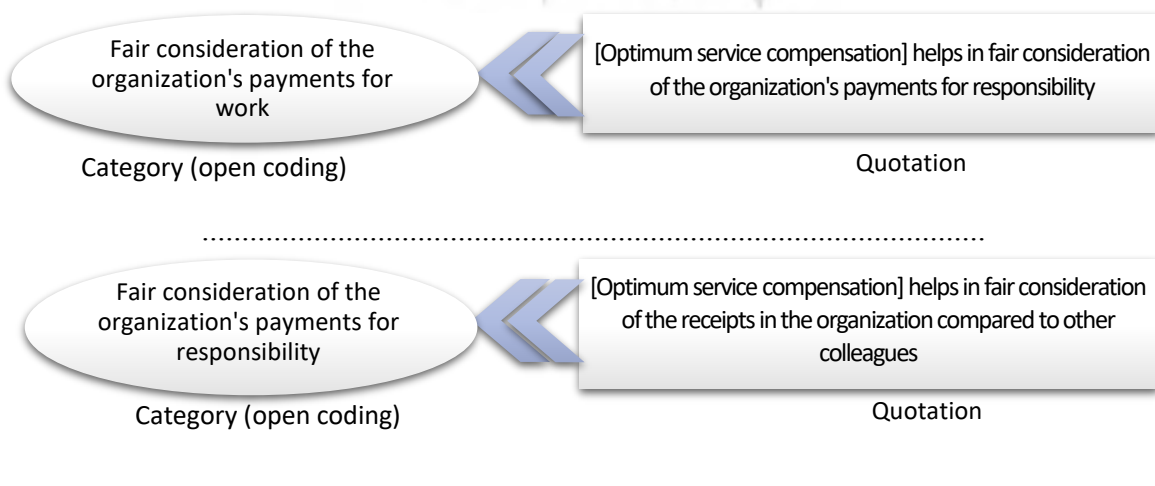 Fair consideration of the
organization's payments for
work
[Optimum service compensation] helps in fair consideration
of the organization's payments for responsibility
Category (open coding)
Quotation
Fair consideration of the
organization's payments for
responsibility
[Optimum service compensation] helps in fair consideration
of the receipts in the organization compared to other
colleagues
Category (open coding)
Quotation